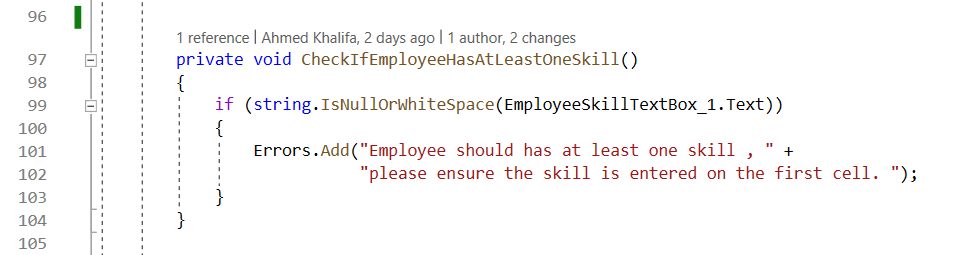 96
1 reference | Ahmed Khalifa, 2 days ago | 1 author, 2 changes
97 private void CheckIfEmployeeHasAtLeastOneSkill()
98 {
99 if (string.IsNullOrWhiteSpace(EmployeeSkillTextBox_1.Text))
100 {
101 Errors.Add("Employee should has at least one skill , " +
102 "please ensure the skill is entered on the first cell. ");
103 }
104 }
105